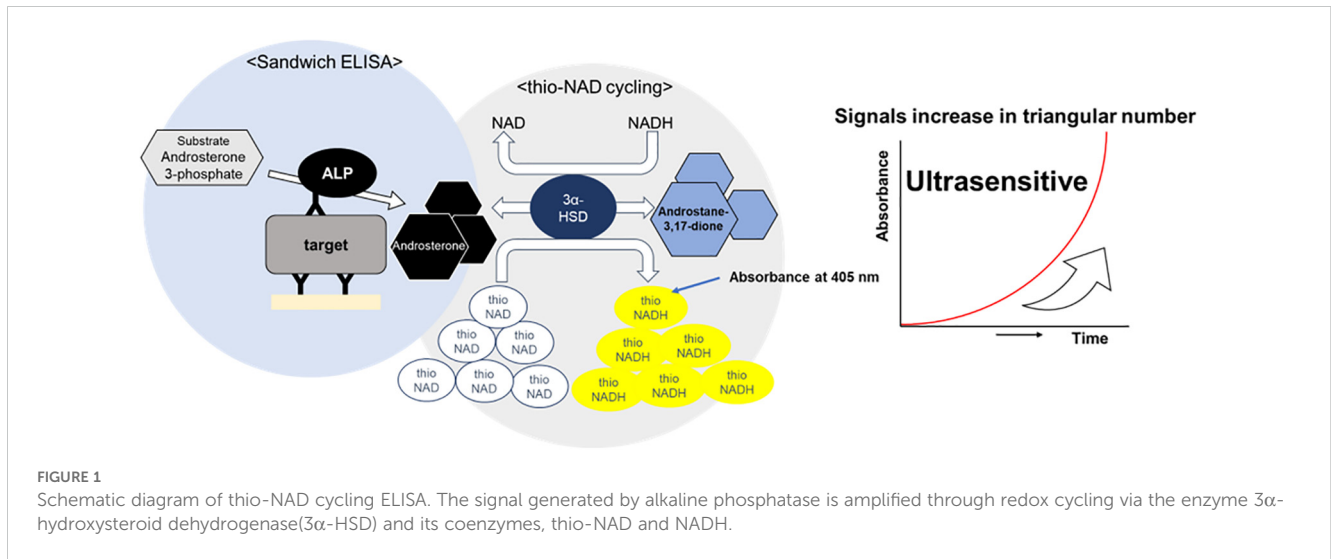 <Sandwich ELISA>
Substrate
Androsterone
3-phosphate
ALP
target
Androsterone
<thio-NAD cycling>
NAD
NADH
3α-
HSD
Androstane-
3,17-dione
Absorbance at 405 nm
thio
NAD
thio
NAD
thio
NAD
thio
NAD
thio
NAD
thio
NAD
thio
NADH
thio
NADH
thio
NADH
thio
NADH
thio
NADH
thio
NADH
Signals increase in triangular number
Absorbance
Ultrasensitive
Time
FIGURE 1
Schematic diagram of thio-NAD cycling ELISA. The signal generated by alkaline phosphatase is amplified through redox cycling via the enzyme 3α-
hydroxysteroid dehydrogenase(3α-HSD) and its coenzymes, thio-NAD and NADH.